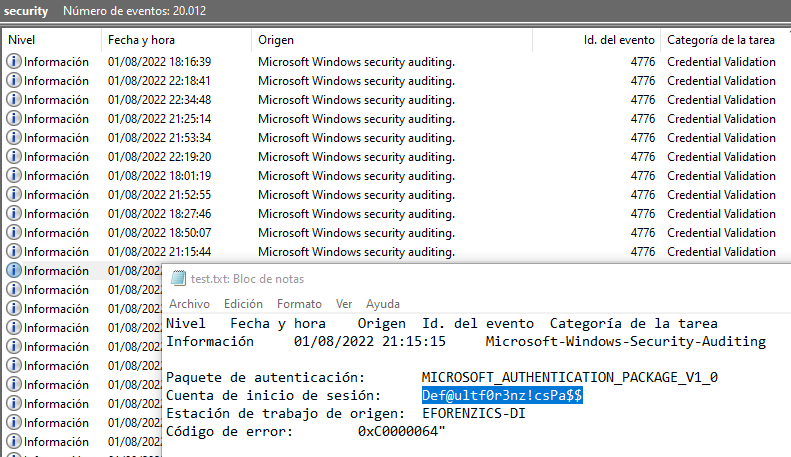 security Número de eventos: 20.012
Nivel Fecha y hora Origen Id. del evento Categoría de la tarea
Información 01/08/2022 18:16:39 Microsoft Windows security auditing. 4776 Credential Validation
Información 01/08/2022 22:18:41 Microsoft Windows security auditing. 4776 Credential Validation
Información 01/08/2022 22:34:48 Microsoft Windows security auditing. 4776 Credential Validation
Información 01/08/2022 21:25:14 Microsoft Windows security auditing. 4776 Credential Validation
Información 01/08/2022 21:53:34 Microsoft Windows security auditing. 4776 Credential Validation
Información 01/08/2022 22:19:20 Microsoft Windows security auditing. 4776 Credential Validation
Información 01/08/2022 18:01:19 Microsoft Windows security auditing. 4776 Credential Validation
Información 01/08/2022 21:52:55 Microsoft Windows security auditing. 4776 Credential Validation
Información 01/08/2022 18:27:46 Microsoft Windows security auditing. 4776 Credential Validation
Información 01/08/2022 18:50:07 Microsoft Windows security auditing. 4776 Credential Validation
Información 01/08/2022 21:15:44 Microsoft Windows security auditing. 4776 Credential Validation
Información 01/08/2022
Información 01/08/2022
Información 01/08/2022
Información 01/08/2022
Información 01/08/2022
Información 01/08/2022
Información 01/08/2022
Información 01/08/2022
Información 01/08/2022
Información 01/08/2022
test.txt: Bloc de notas
Archivo Edición Formato Ver Ayuda
Nivel Fecha y hora Origen Id. del evento Categoría de la tarea
Información 01/08/2022 21:15:15 Microsoft-Windows-Security-Auditing
Paquete de autenticación: MICROSOFT_AUTHENTICATION_PACKAGE_V1_0
Cuenta de inicio de sesión: Def@ultf0r3nz!csPa$$
Estación de trabajo de origen: EFORENZICS-DI
Código de error: 0xC0000064"